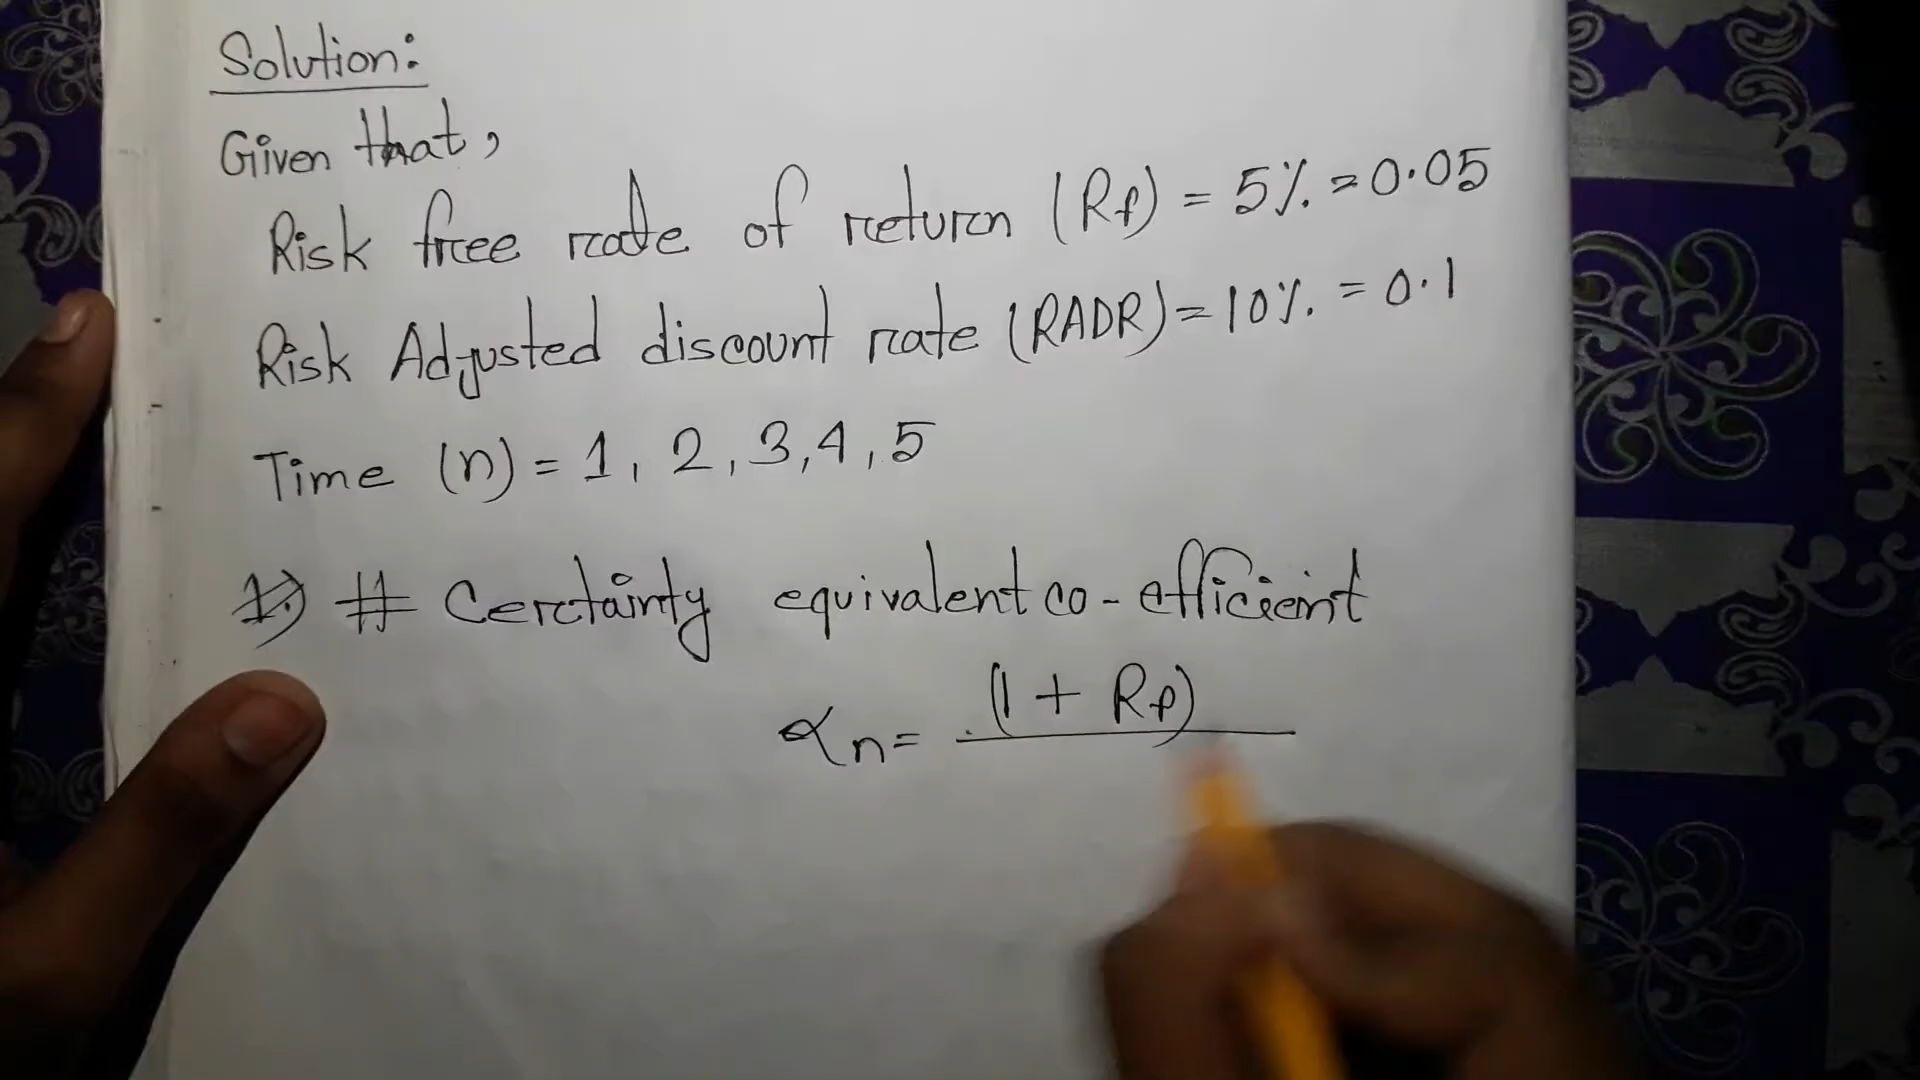 Solution:
Given that,
Risk free rate of return (Rf) = 5% = 0.05
Risk Adjusted discount rate (RADR) = 10% = 0.1
Time (n) = 1, 2, 3, 4, 5
# Certainty equivalent co-efficient
αn = (1 + Rf)